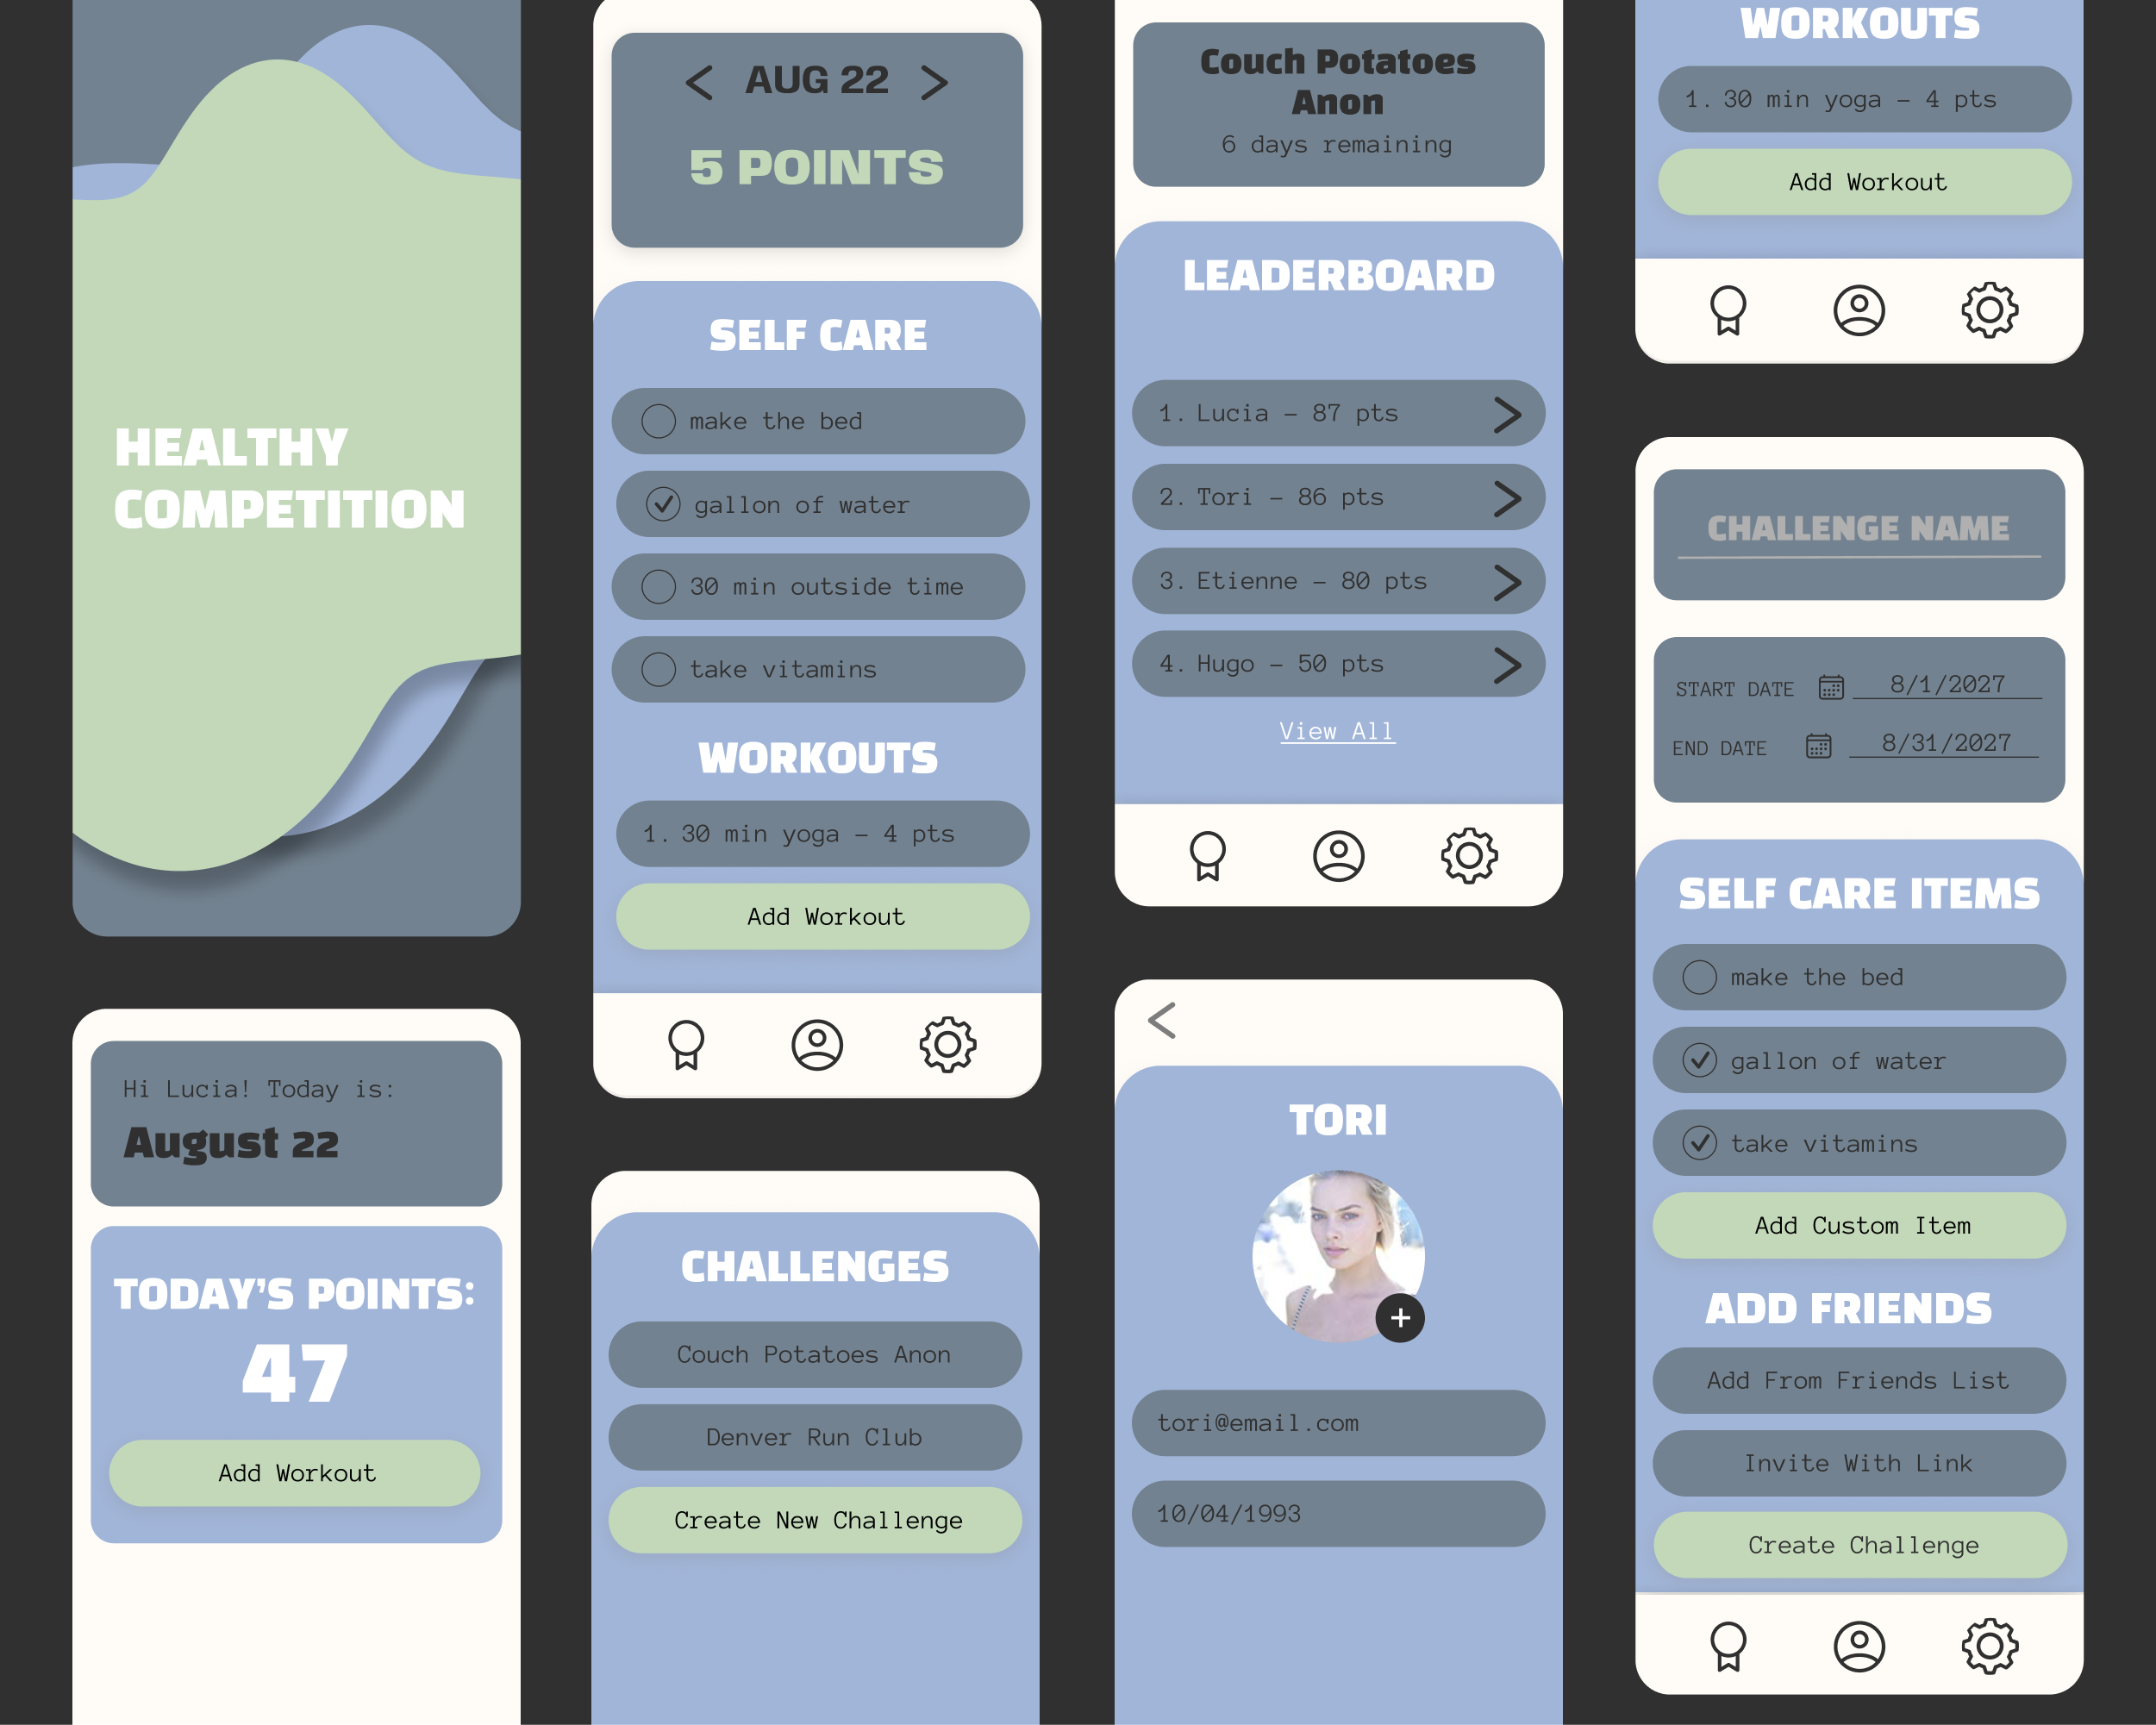 HEALTHY
COMPETITION
Hi Lucia! Today is:
August 22
TODAY'S POINTS:
47
Add Workout
AUG 22
5 POINTS
SELF CARE
make the bed
gallon of water
30 min outside time
take vitamins
WORKOUTS
1. 30 min yoga – 4 pts
Add Workout
CHALLENGES
Couch Potatoes Anon
Denver Run Club
Create New Challenge
Couch Potatoes
Anon
6 days remaining
LEADERBOARD
1. Lucia – 87 pts
2. Tori – 86 pts
3. Etienne – 80 pts
4. Hugo – 50 pts
View All
TORI
tori@email.com
10/04/1993
WORKOUTS
1. 30 min yoga – 4 pts
Add Workout
CHALLENGE NAME
START DATE 8/1/2027
END DATE 8/31/2027
SELF CARE ITEMS
make the bed
gallon of water
take vitamins
Add Custom Item
ADD FRIENDS
Add From Friends List
Invite With Link
Create Challenge